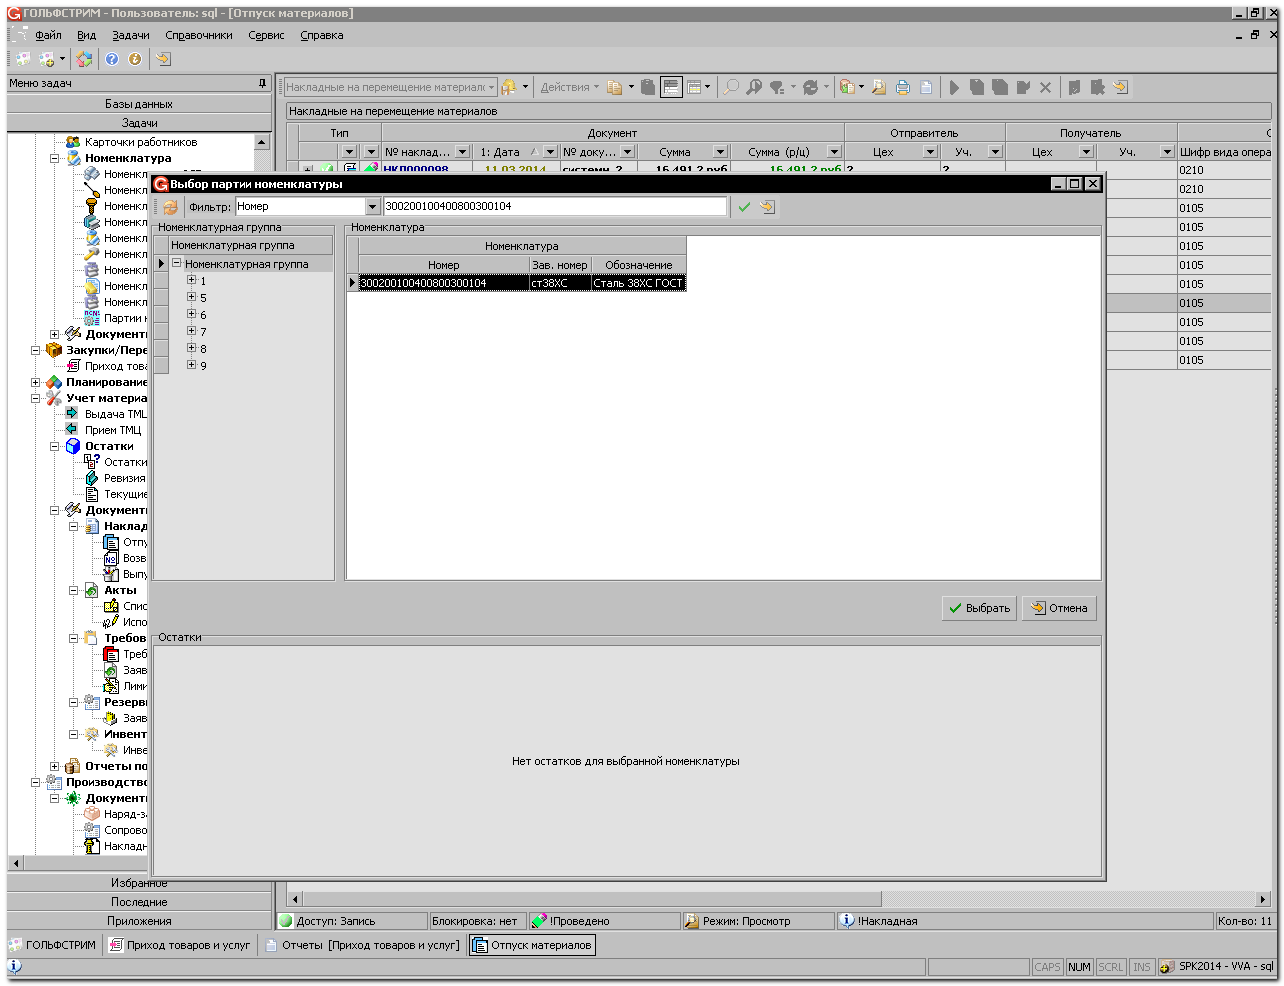 ГОЛЬФСТРИМ - Пользователь: sql - [Отпуск материалов]
Файл Вид Задачи Справочники Сервис Справка
Меню задач
Базы данных
Задачи
Карточки работников
Номенклатура
Номенкл
Номенкл
Номенкл
Номенкл
Номенкл
Номенкл
Номенкл
Номенкл
Номенкл
Партии
Документ
Закупки/Пере
Приход това
Планирование
Учет материа
Выдача ТМЦ
Прием ТМЦ
Остатки
Остатки
Ревизия
Текущие
Документ
Наклад
Отпу
Возв
Выпу
Акты
Спис
Испо
Требов
Треб
Заяв
Лими
Резерв
Заяв
Инвент
Инве
Отчеты по
Производство
Документ
Наряд-з
Сопрово
Накладн
Избранное
Последние
Приложения
Накладные на перемещение материалс Действия
Накладные на перемещение материалов
Тип Документ Отправитель Получатель
№ наклад... 1: Дата № доку... Сумма Сумма (р/ц) Цех Уч. Цех Уч. Шифр вида опера
НКП000098 11.03.2014 системн 2 16 491,2 руб 16 491,2 руб 2 2 0210
0210
0105
0105
0105
0105
0105
0105
0105
0105
0105
Выбор партии номенклатуры
Фильтр: Номер 300200100400800300104
Номенклатурная группа
Номенклатурная группа
Номенклатурная группа
1
5
6
7
8
9
Номенклатура
Номенклатура
Номер Зав. номер Обозначение
300200100400800300104 ст38ХС Сталь 38ХС ГОСТ
Выбрать Отмена
Остатки
Нет остатков для выбранной номенклатуры
Доступ: Запись Блокировка: нет !Проведено Режим: Просмотр !Накладная Кол-во: 11
ГОЛЬФСТРИМ Приход товаров и услуг Отчеты [Приход товаров и услуг] Отпуск материалов
CAPS NUM SCRL INS SPK2014 - VVA - sql